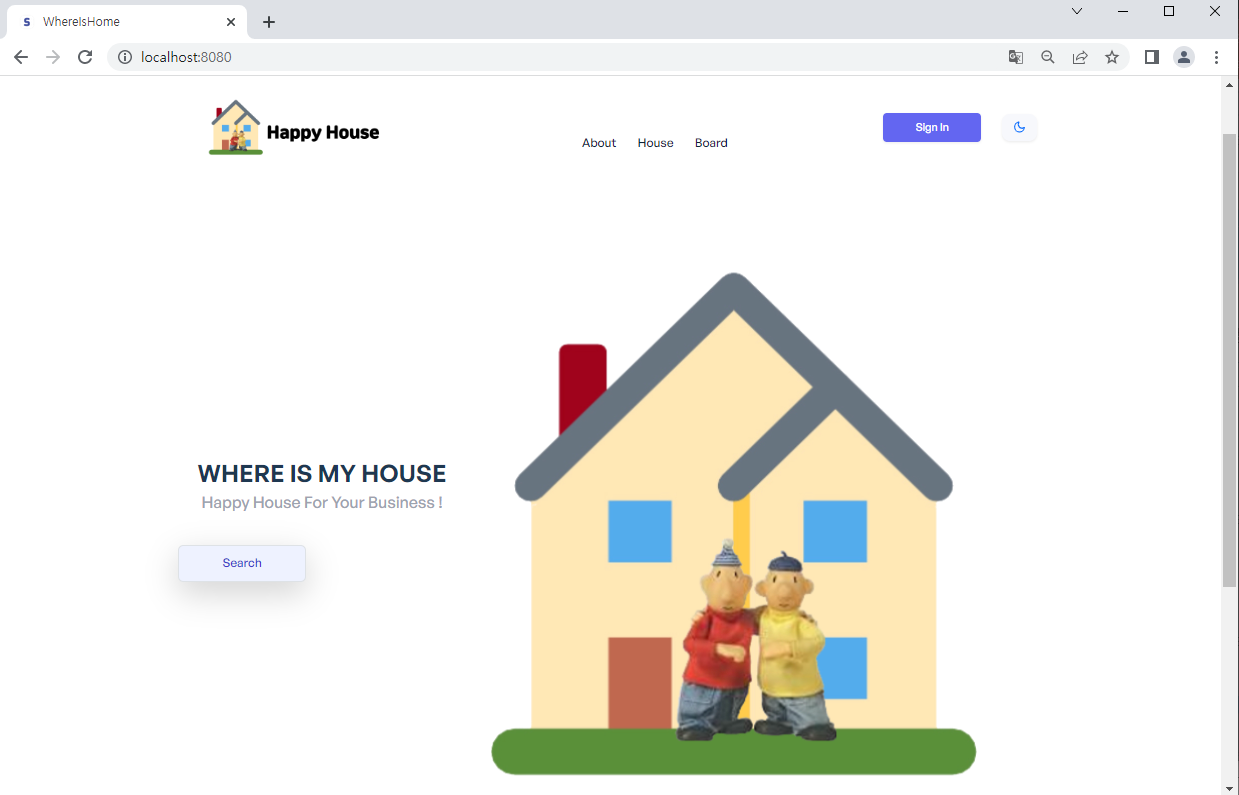 S WhereIsHome
localhost:8080
Happy House
About House Board
Sign In
WHERE IS MY HOUSE
Happy House For Your Business !
Search